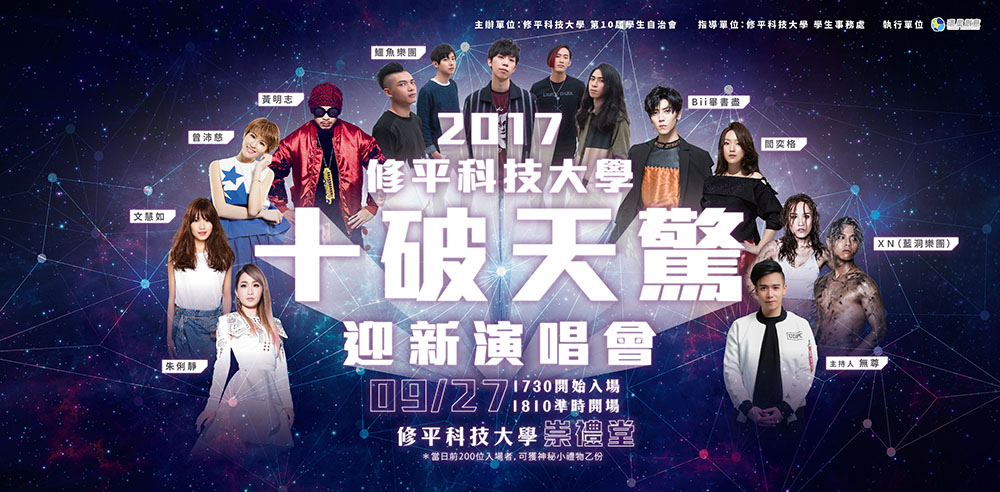 主辦單位：修平科技大學 第10屆學生自治會 指導單位：修平科技大學 學生事務處 執行單位
鱷魚樂團
黃明志
Bii畢書盡
曾沛慈
閻奕格
文慧如
XN(藍洞樂團)
朱俐靜
主持人 無尊
2017
修平科技大學
十破天驚
迎新演唱會
09/27
1730開始入場
1810準時開場
修平科技大學 崇禮堂
＊當日前200位入場者，可獲神秘小禮物乙份